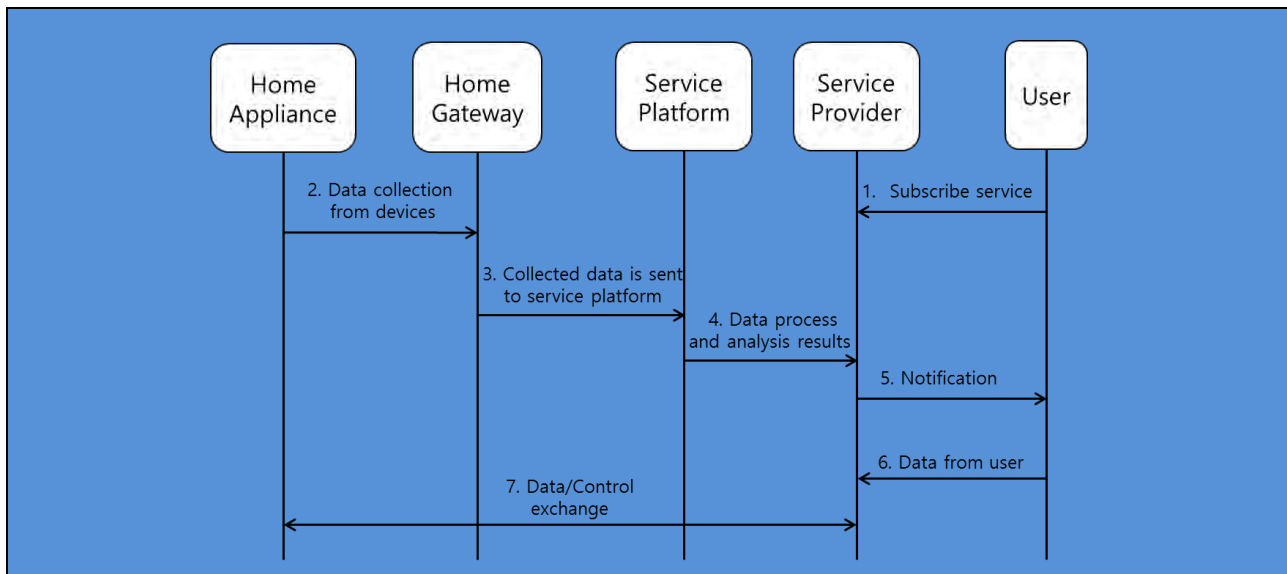 Home
Appliance
Home
Gateway
Service
Platform
Service
Provider
User
2. Data collection
from devices
1. Subscribe service
3. Collected data is sent
to service platform
4. Data process
and analysis results
5. Notification
6. Data from user
7. Data/Control
exchange